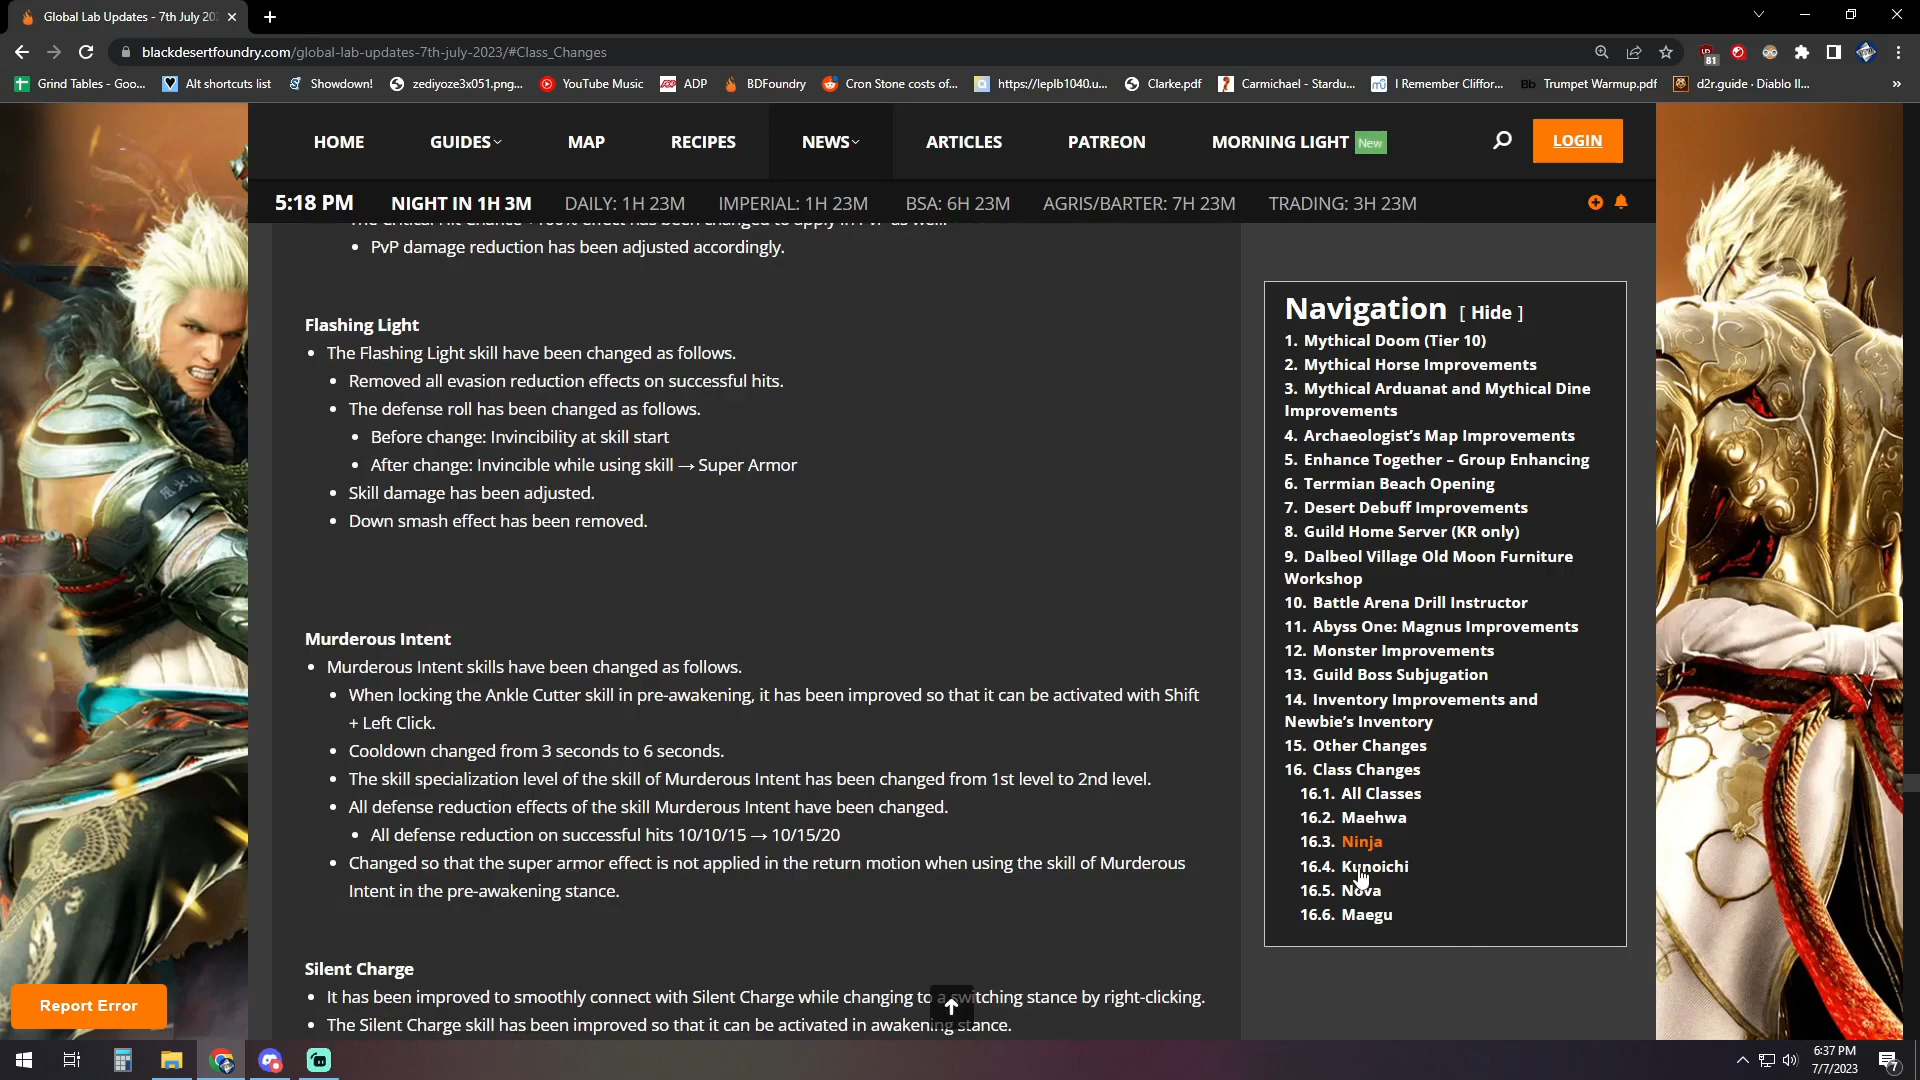 Global Lab Updates - 7th July 202
blackdesertfoundry.com/global-lab-updates-7th-july-2023/#Class_Changes
81
Grind Tables - Goo...
Alt shortcuts list
Showdown!
zediyoze3x051.png...
YouTube Music
ADP
BDFoundry
Cron Stone costs of...
https://leplb1040.u...
Clarke.pdf
Carmichael - Stardu...
I Remember Cliffor...
Bb Trumpet Warmup.pdf
d2r.guide · Diablo II...
»
HOME
GUIDES
MAP
RECIPES
NEWS
ARTICLES
PATREON
MORNING LIGHT New
LOGIN
5:18 PM
NIGHT IN 1H 3M
DAILY: 1H 23M
IMPERIAL: 1H 23M
BSA: 6H 23M
AGRIS/BARTER: 7H 23M
TRADING: 3H 23M
• PvP damage reduction has been adjusted accordingly.
Flashing Light
• The Flashing Light skill have been changed as follows.
• Removed all evasion reduction effects on successful hits.
• The defense roll has been changed as follows.
• Before change: Invincibility at skill start
• After change: Invincible while using skill → Super Armor
• Skill damage has been adjusted.
• Down smash effect has been removed.
Murderous Intent
• Murderous Intent skills have been changed as follows.
• When locking the Ankle Cutter skill in pre-awakening, it has been improved so that it can be activated with Shift
+ Left Click.
• Cooldown changed from 3 seconds to 6 seconds.
• The skill specialization level of the skill of Murderous Intent has been changed from 1st level to 2nd level.
• All defense reduction effects of the skill Murderous Intent have been changed.
• All defense reduction on successful hits 10/10/15 → 10/15/20
• Changed so that the super armor effect is not applied in the return motion when using the skill of Murderous
Intent in the pre-awakening stance.
Silent Charge
• It has been improved to smoothly connect with Silent Charge while changing to a switching stance by right-clicking.
• The Silent Charge skill has been improved so that it can be activated in awakening stance.
Navigation [ Hide ]
1. Mythical Doom (Tier 10)
2. Mythical Horse Improvements
3. Mythical Arduanat and Mythical Dine
Improvements
4. Archaeologist's Map Improvements
5. Enhance Together – Group Enhancing
6. Terrmian Beach Opening
7. Desert Debuff Improvements
8. Guild Home Server (KR only)
9. Dalbeol Village Old Moon Furniture
Workshop
10. Battle Arena Drill Instructor
11. Abyss One: Magnus Improvements
12. Monster Improvements
13. Guild Boss Subjugation
14. Inventory Improvements and
Newbie's Inventory
15. Other Changes
16. Class Changes
16.1. All Classes
16.2. Maehwa
16.3. Ninja
16.4. Kunoichi
16.5. Nova
16.6. Maegu
Report Error
6:37 PM
7/7/2023
7